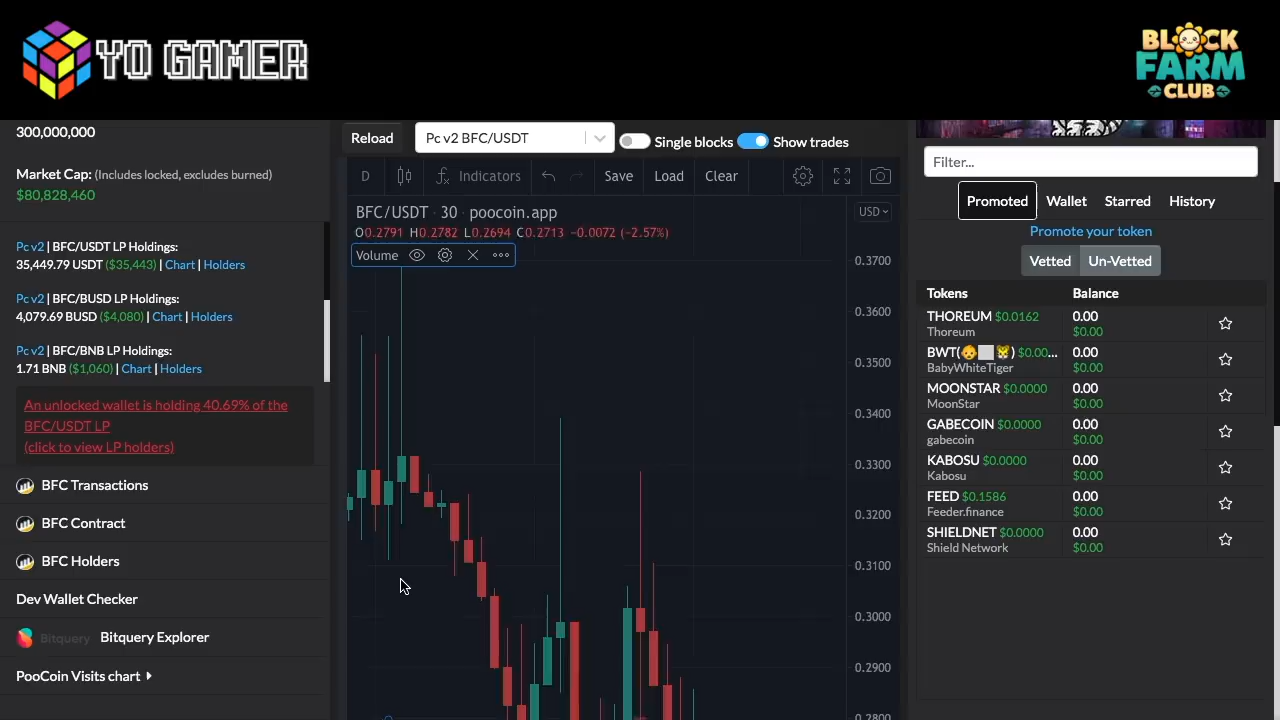 YO GAMER
BLOCK
FARM
CLUB
300,000,000
Market Cap: (Includes locked, excludes burned)
$80,828,460
Pc v2 | BFC/USDT LP Holdings:
35,449.79 USDT ($35,443) | Chart | Holders
Pc v2 | BFC/BUSD LP Holdings:
4,079.69 BUSD ($4,080) | Chart | Holders
Pc v2 | BFC/BNB LP Holdings:
1.71 BNB ($1,060) | Chart | Holders
An unlocked wallet is holding 40.69% of the
BFC/USDT LP
(click to view LP holders)
BFC Transactions
BFC Contract
BFC Holders
Dev Wallet Checker
Bitquery Bitquery Explorer
PooCoin Visits chart
Reload
Pc v2 BFC/USDT
Single blocks
Show trades
D
Indicators
Save
Load
Clear
BFC/USDT · 30 · poocoin.app
USD
O0.2791 H0.2782 L0.2694 C0.2713 −0.0072 (−2.57%)
Volume
0.3700
0.3600
0.3500
0.3400
0.3300
0.3200
0.3100
0.3000
0.2900
0.2800
Filter...
Promoted
Wallet
Starred
History
Promote your token
Vetted
Un-Vetted
Tokens
Balance
THOREUM $0.0162
Thoreum
0.00
$0.00
BWT(👶⬜🐯) $0.00...
BabyWhiteTiger
0.00
$0.00
MOONSTAR $0.0000
MoonStar
0.00
$0.00
GABECOIN $0.0000
gabecoin
0.00
$0.00
KABOSU $0.0000
Kabosu
0.00
$0.00
FEED $0.1586
Feeder.finance
0.00
$0.00
SHIELDNET $0.0000
Shield Network
0.00
$0.00